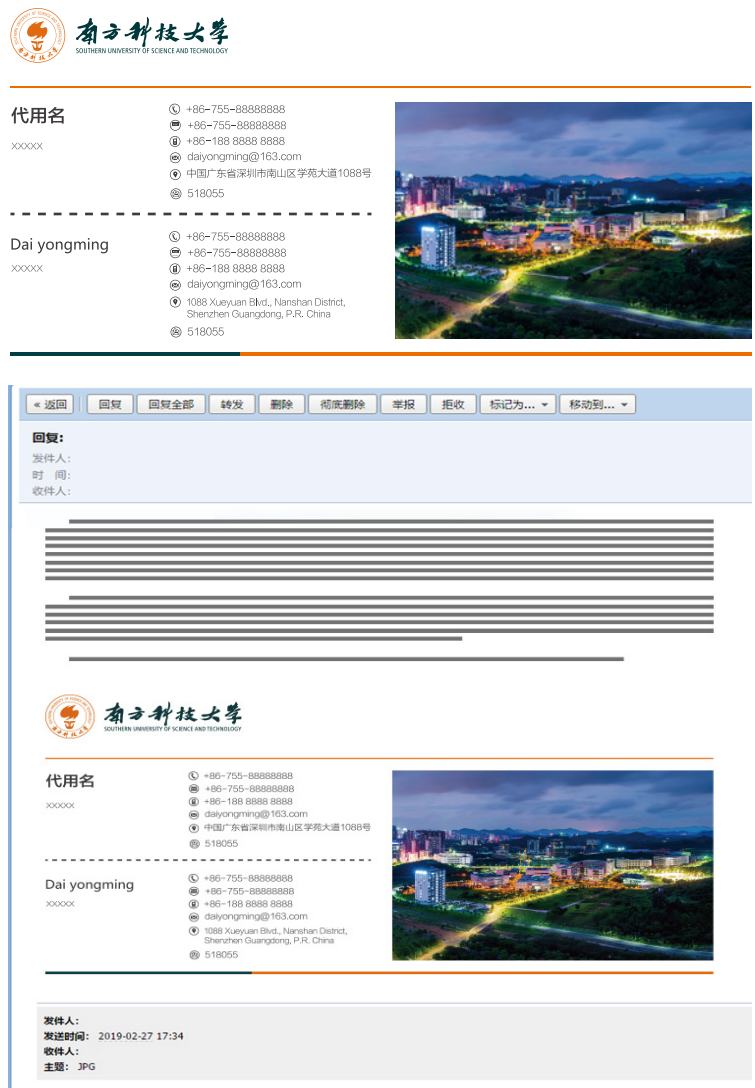 南方科技大学
SOUTHERN UNIVERSITY OF SCIENCE AND TECHNOLOGY
代用名
XXXXX
+86-755-88888888
+86-755-88888888
+86-188 8888 8888
daiyongming@163.com
中国广东省深圳市南山区学苑大道1088号
518055
Dai yongming
XXXXX
+86-755-88888888
+86-755-88888888
+86-188 8888 8888
daiyongming@163.com
1088 Xueyuan Blvd., Nanshan District,
Shenzhen Guangdong, P.R. China
518055
« 返回 回复 回复全部 转发 删除 彻底删除 举报 拒收 标记为... 移动到...
回复:
发件人:
时 间:
收件人:
南方科技大学
SOUTHERN UNIVERSITY OF SCIENCE AND TECHNOLOGY
代用名
XXXXX
+86-755-88888888
+86-755-88888888
+86-188 8888 8888
daiyongming@163.com
中国广东省深圳市南山区学苑大道1088号
518055
Dai yongming
XXXXX
+86-755-88888888
+86-755-88888888
+86-188 8888 8888
daiyongming@163.com
1088 Xueyuan Blvd., Nanshan District,
Shenzhen Guangdong, P.R. China
518055
发件人:
发送时间: 2019-02-27 17:34
收件人:
主题: JPG